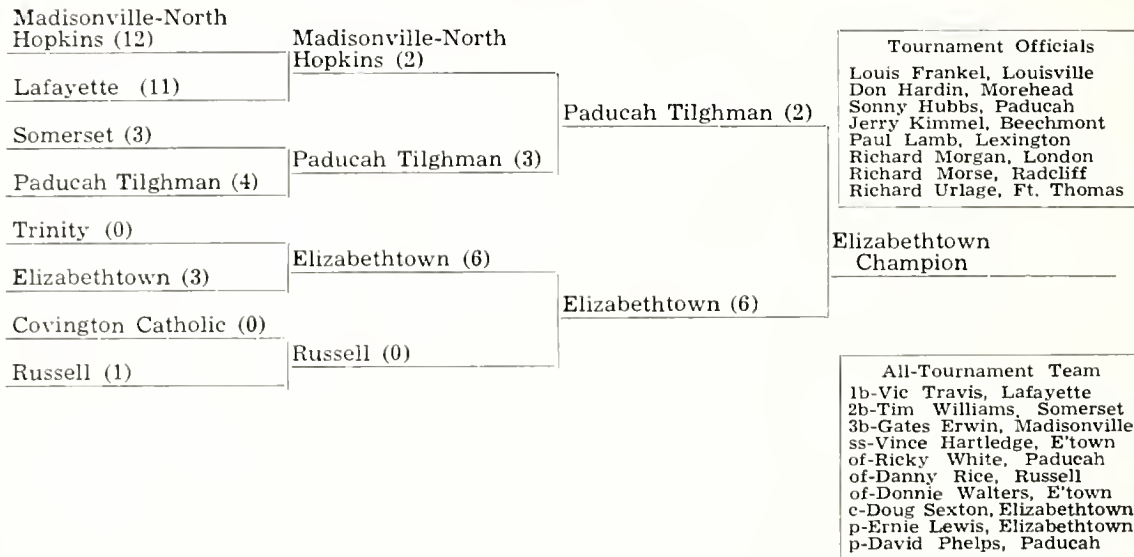 Madisonville-North
Hopkins (12)
Lafayette (11)
Somerset (3)
Paducah Tilghman (4)
Trinity (0)
Elizabethtown (3)
Covington Catholic (0)
Russell (1)
Madisonville-North
Hopkins (2)
Paducah Tilghman (3)
Elizabethtown (6)
Russell (0)
Paducah Tilghman (2)
Elizabethtown (6)
Elizabethtown
Champion
Tournament Officials
Louis Frankel, Louisville
Don Hardin, Morehead
Sonny Hubbs, Paducah
Jerry Kimmel, Beechmont
Paul Lamb, Lexington
Richard Morgan, London
Richard Morse, Radcliff
Richard Urlage, Ft. Thomas
All-Tournament Team
1b-Vic Travis, Lafayette
2b-Tim Williams, Somerset
3b-Gates Erwin, Madisonville
ss-Vince Hartledge, E'town
of-Ricky White, Paducah
of-Danny Rice, Russell
of-Donnie Walters, E'town
c-Doug Sexton, Elizabethtown
p-Ernie Lewis, Elizabethtown
p-David Phelps, Paducah